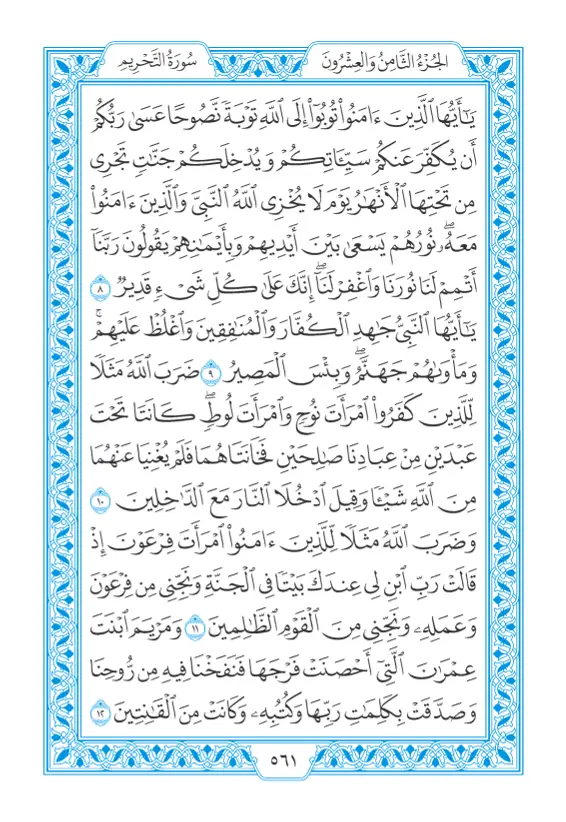 الجُزْءُ الثَّامِنُ وَالعِشْرُونَ
سُورَةُ التَّحْرِيمِ
يَـٰٓأَيُّهَا ٱلَّذِينَ ءَامَنُوا۟ تُوبُوٓا۟ إِلَى ٱللَّهِ تَوْبَةً نَّصُوحًا عَسَىٰ رَبُّكُمْ
أَن يُكَفِّرَ عَنكُمْ سَيِّـَٔاتِكُمْ وَيُدْخِلَكُمْ جَنَّـٰتٍ تَجْرِى
مِن تَحْتِهَا ٱلْأَنْهَـٰرُ يَوْمَ لَا يُخْزِى ٱللَّهُ ٱلنَّبِىَّ وَٱلَّذِينَ ءَامَنُوا۟
مَعَهُۥ ۖ نُورُهُمْ يَسْعَىٰ بَيْنَ أَيْدِيهِمْ وَبِأَيْمَـٰنِهِمْ يَقُولُونَ رَبَّنَآ
أَتْمِمْ لَنَا نُورَنَا وَٱغْفِرْ لَنَآ ۖ إِنَّكَ عَلَىٰ كُلِّ شَىْءٍ قَدِيرٌ ٨
يَـٰٓأَيُّهَا ٱلنَّبِىُّ جَـٰهِدِ ٱلْكُفَّارَ وَٱلْمُنَـٰفِقِينَ وَٱغْلُظْ عَلَيْهِمْ ۚ
وَمَأْوَىٰهُمْ جَهَنَّمُ ۖ وَبِئْسَ ٱلْمَصِيرُ ٩ ضَرَبَ ٱللَّهُ مَثَلًا
لِّلَّذِينَ كَفَرُوا۟ ٱمْرَأَتَ نُوحٍ وَٱمْرَأَتَ لُوطٍ ۖ كَانَتَا تَحْتَ
عَبْدَيْنِ مِنْ عِبَادِنَا صَـٰلِحَيْنِ فَخَانَتَاهُمَا فَلَمْ يُغْنِيَا عَنْهُمَا
مِنَ ٱللَّهِ شَيْـًٔا وَقِيلَ ٱدْخُلَا ٱلنَّارَ مَعَ ٱلدَّٰخِلِينَ ١٠
وَضَرَبَ ٱللَّهُ مَثَلًا لِّلَّذِينَ ءَامَنُوا۟ ٱمْرَأَتَ فِرْعَوْنَ إِذْ
قَالَتْ رَبِّ ٱبْنِ لِى عِندَكَ بَيْتًا فِى ٱلْجَنَّةِ وَنَجِّنِى مِن فِرْعَوْنَ
وَعَمَلِهِۦ وَنَجِّنِى مِنَ ٱلْقَوْمِ ٱلظَّـٰلِمِينَ ١١ وَمَرْيَمَ ٱبْنَتَ
عِمْرَٰنَ ٱلَّتِىٓ أَحْصَنَتْ فَرْجَهَا فَنَفَخْنَا فِيهِ مِن رُّوحِنَا
وَصَدَّقَتْ بِكَلِمَـٰتِ رَبِّهَا وَكُتُبِهِۦ وَكَانَتْ مِنَ ٱلْقَـٰنِتِينَ ١٢
٥٦١